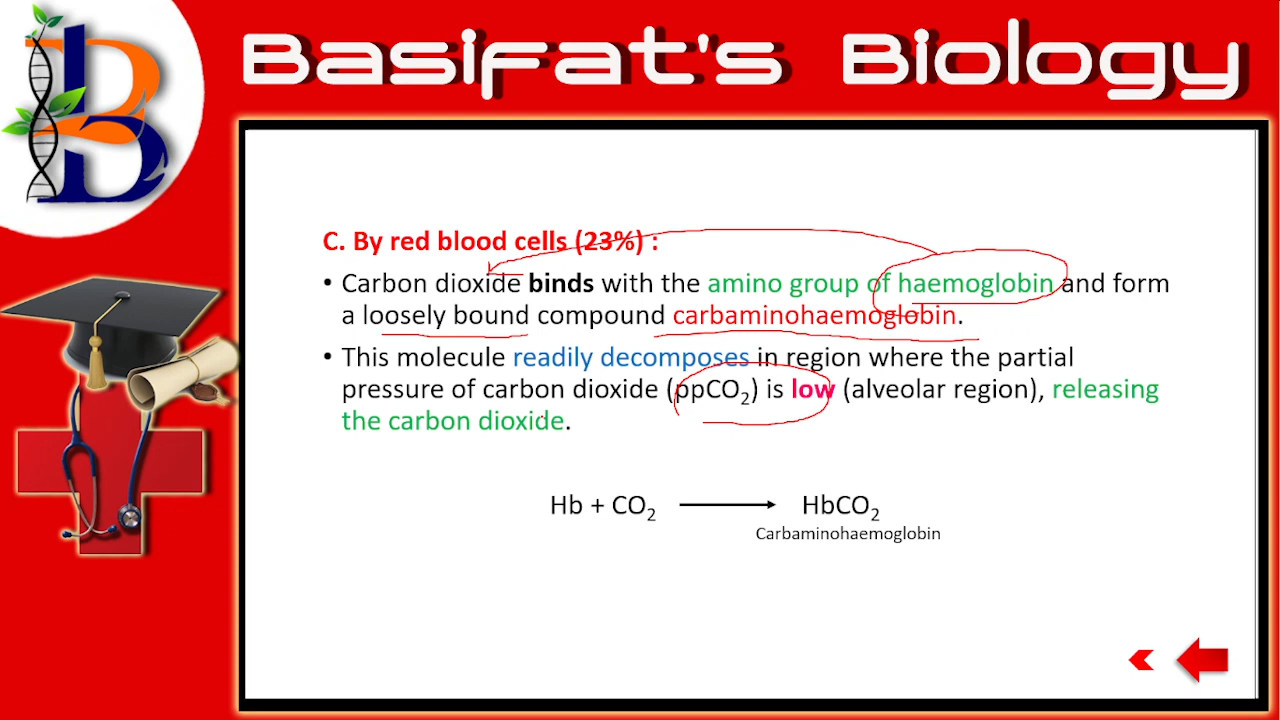 Basifat's Biology
C. By red blood cells (23%) :
• Carbon dioxide binds with the amino group of haemoglobin and form
a loosely bound compound carbaminohaemoglobin.
• This molecule readily decomposes in region where the partial
pressure of carbon dioxide (ppCO₂) is low (alveolar region), releasing
the carbon dioxide.
Hb + CO₂ ⟶ HbCO₂
Carbaminohaemoglobin